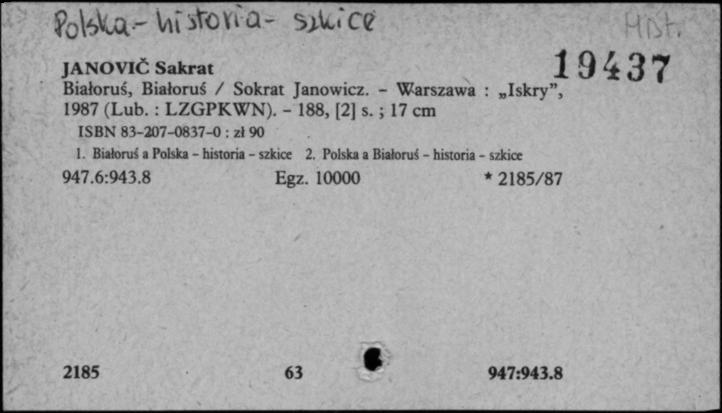 Polska - historia - szkice
Hist.
19437
JANOVIČ Sakrat
Białoruś, Białoruś / Sokrat Janowicz. – Warszawa : „Iskry”,
1987 (Lub. : LZGPKWN). – 188, [2] s. ; 17 cm
ISBN 83-207-0837-0 : zł 90
1. Białoruś a Polska – historia – szkice 2. Polska a Białoruś – historia – szkice
947.6:943.8 Egz. 10000 * 2185/87
2185 63 947:943.8